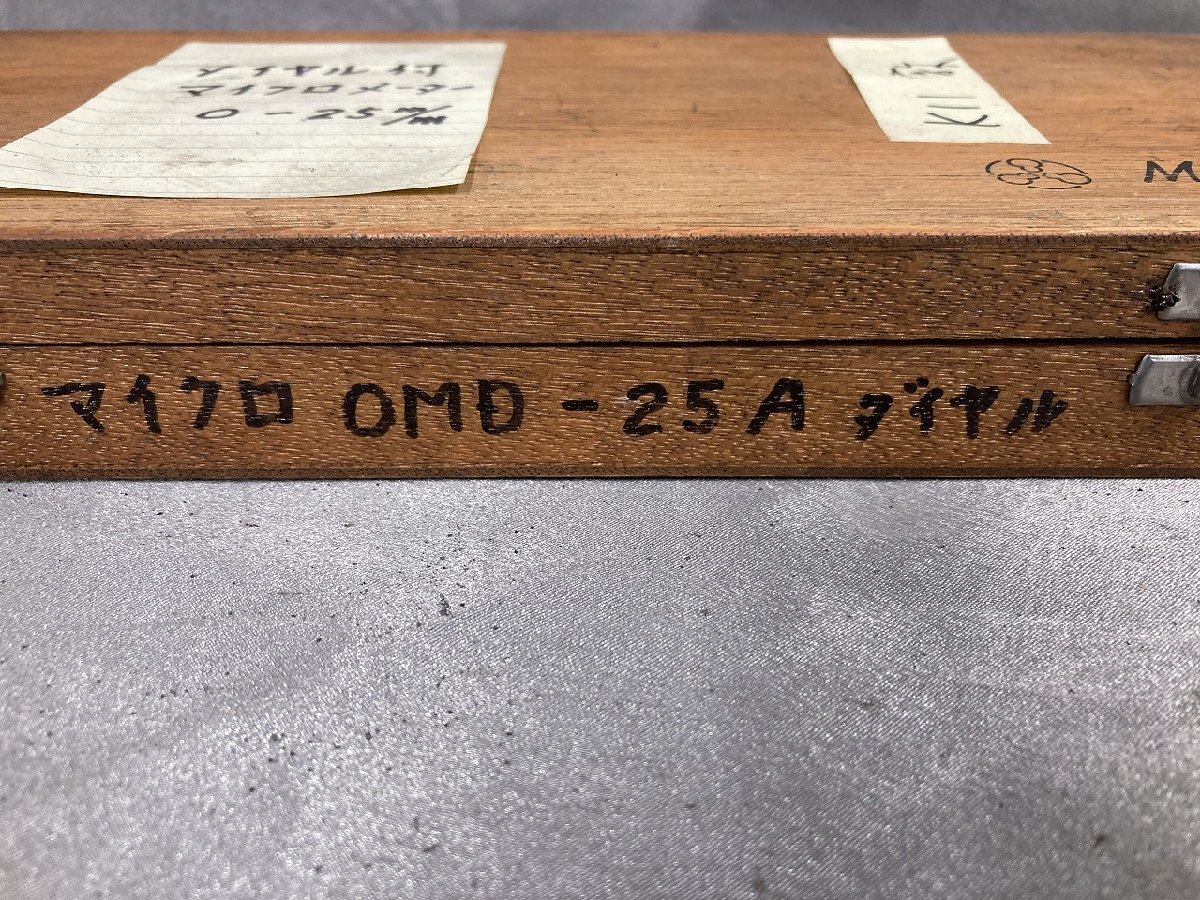 ダイヤル付
マイクロメーター
0-25m/m
K11
M
マイクロ OMD-25A ダイヤル